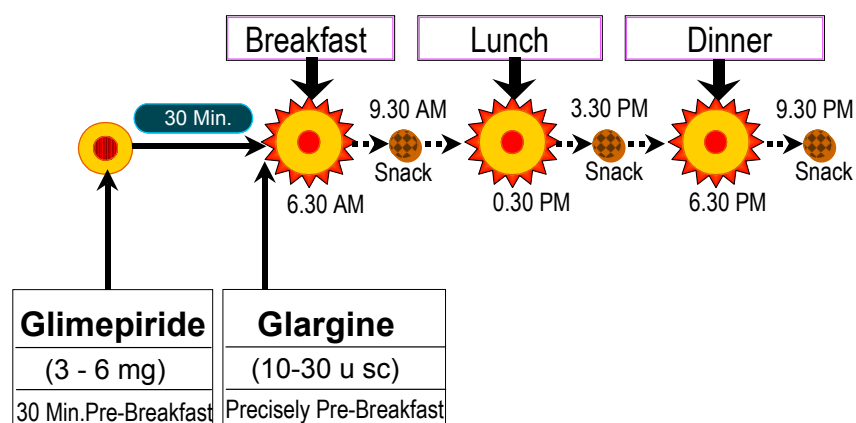 Breakfast
Lunch
Dinner
30 Min.
9.30 AM
3.30 PM
9.30 PM
Snack
Snack
Snack
6.30 AM
0.30 PM
6.30 PM
Glimepiride
(3 - 6 mg)
30 Min.Pre-Breakfast
Glargine
(10-30 u sc)
Precisely Pre-Breakfast